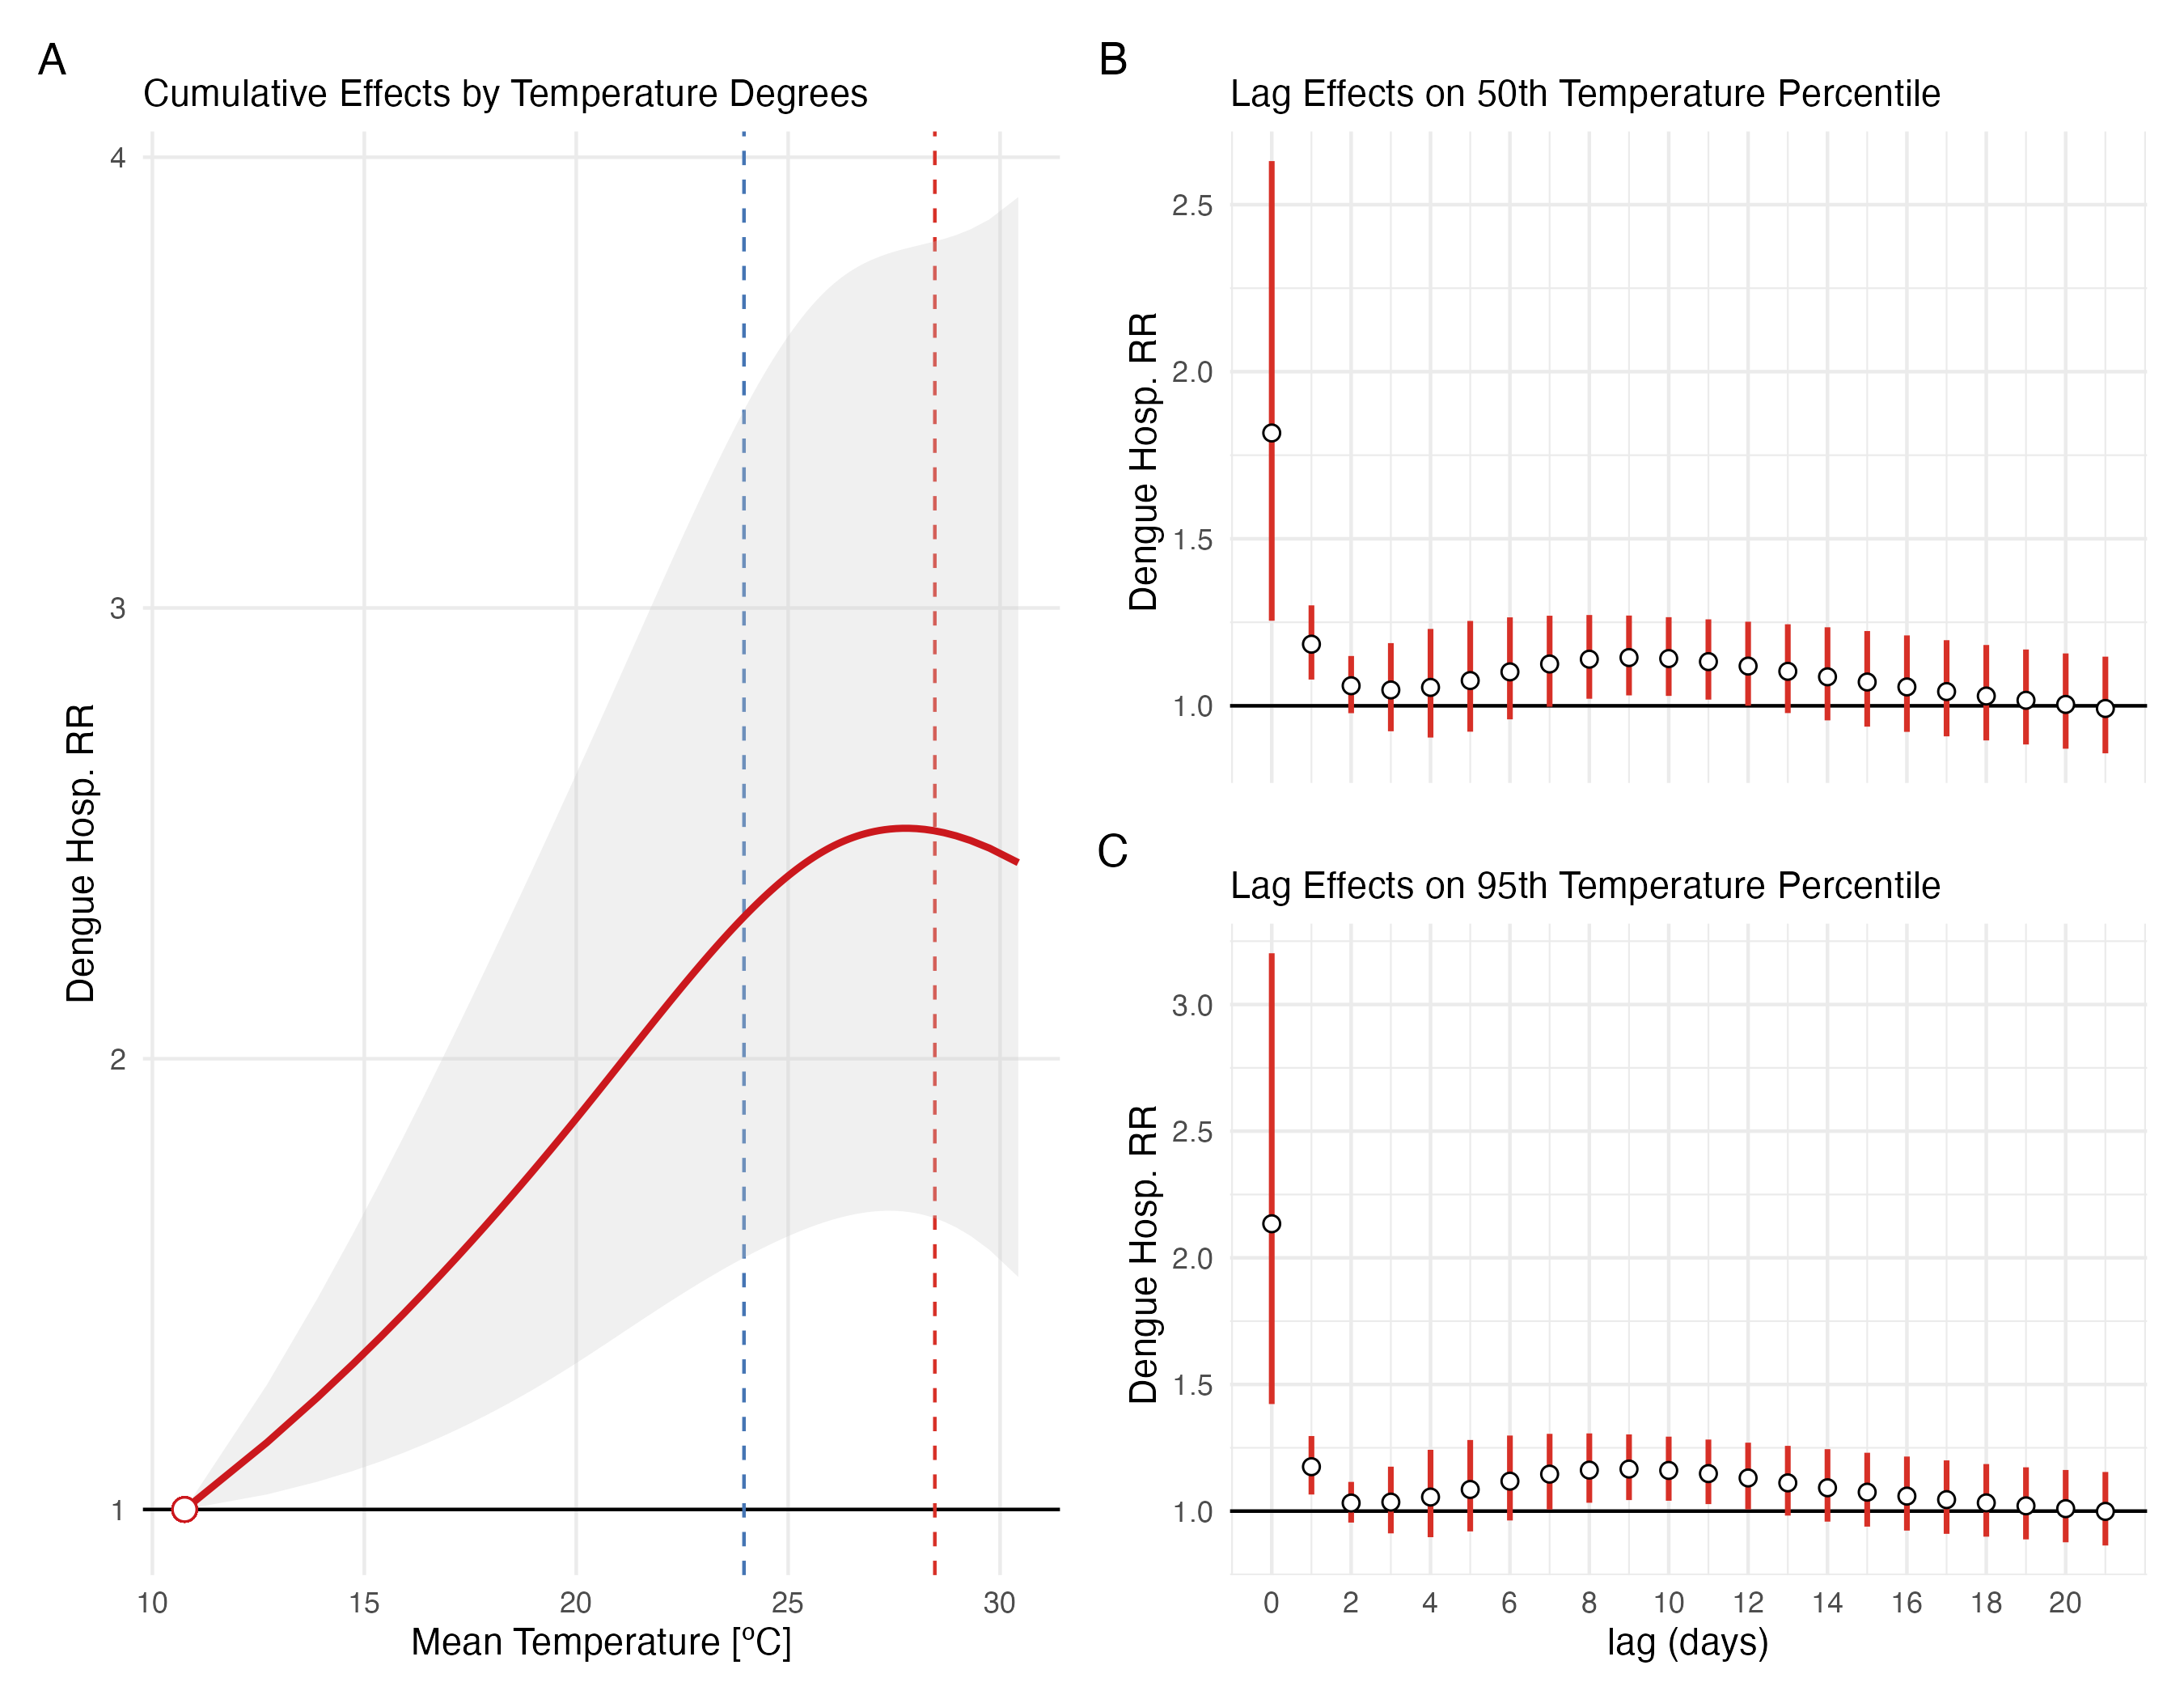 A
Cumulative Effects by Temperature Degrees
Dengue Hosp. RR
4
3
2
1
10 15 20 25 30
Mean Temperature [ºC]
B
Lag Effects on 50th Temperature Percentile
Dengue Hosp. RR
2.5
2.0
1.5
1.0
C
Lag Effects on 95th Temperature Percentile
Dengue Hosp. RR
3.0
2.5
2.0
1.5
1.0
0 2 4 6 8 10 12 14 16 18 20
lag (days)